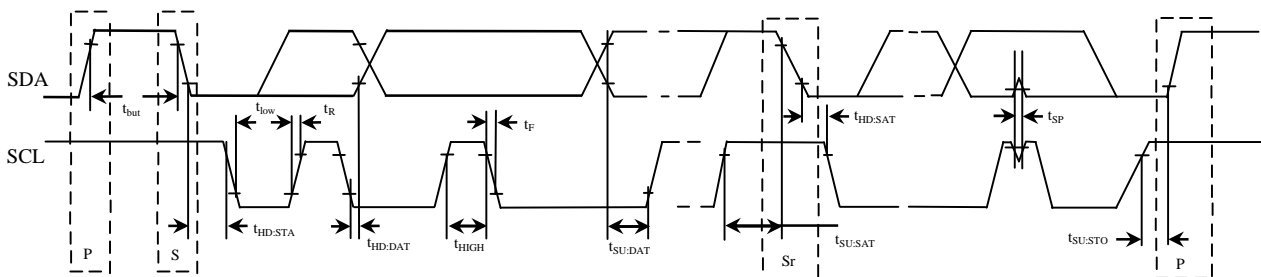 SDA
t_but
t_low
t_R
t_F
t_HD:SAT
t_SP
SCL
t_HD:STA
t_HD:DAT
t_HIGH
t_SU:DAT
t_SU:SAT
t_SU:STO
P
S
Sr
P